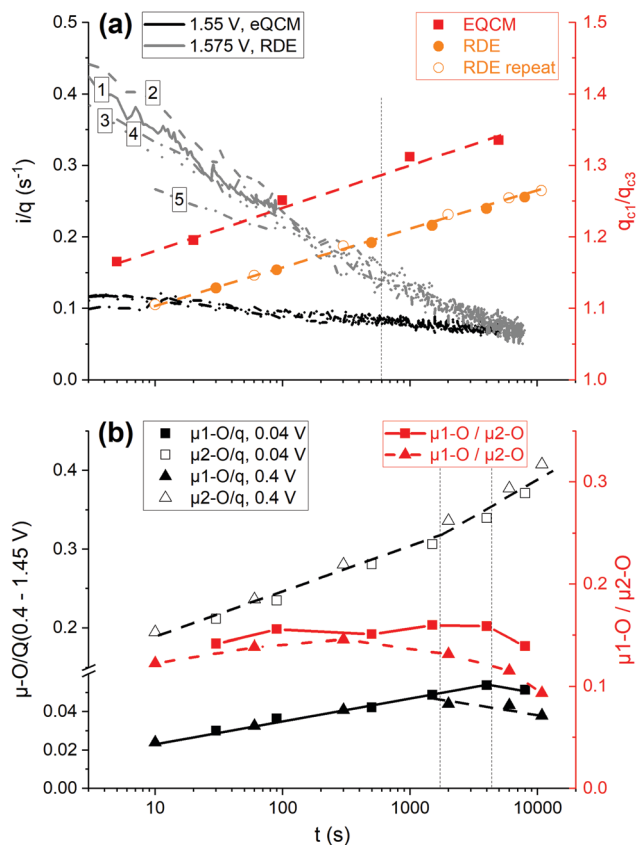 (a)
1.55 V, eQCM
1.575 V, RDE
EQCM
RDE
RDE repeat
1
2
3
4
5
0.5
0.4
0.3
0.2
0.1
0.0
i/q (s⁻¹)
1.5
1.4
1.3
1.2
1.1
1.0
q_c1/q_c3
(b)
μ1-O/q, 0.04 V
μ2-O/q, 0.04 V
μ1-O/q, 0.4 V
μ2-O/q, 0.4 V
μ1-O / μ2-O
μ1-O / μ2-O
0.4
0.3
0.2
0.04
0.02
0.00
μ-O/Q(0.4 - 1.45 V)
0.3
0.2
0.1
0.0
μ1-O / μ2-O
10
100
1000
10000
t (s)